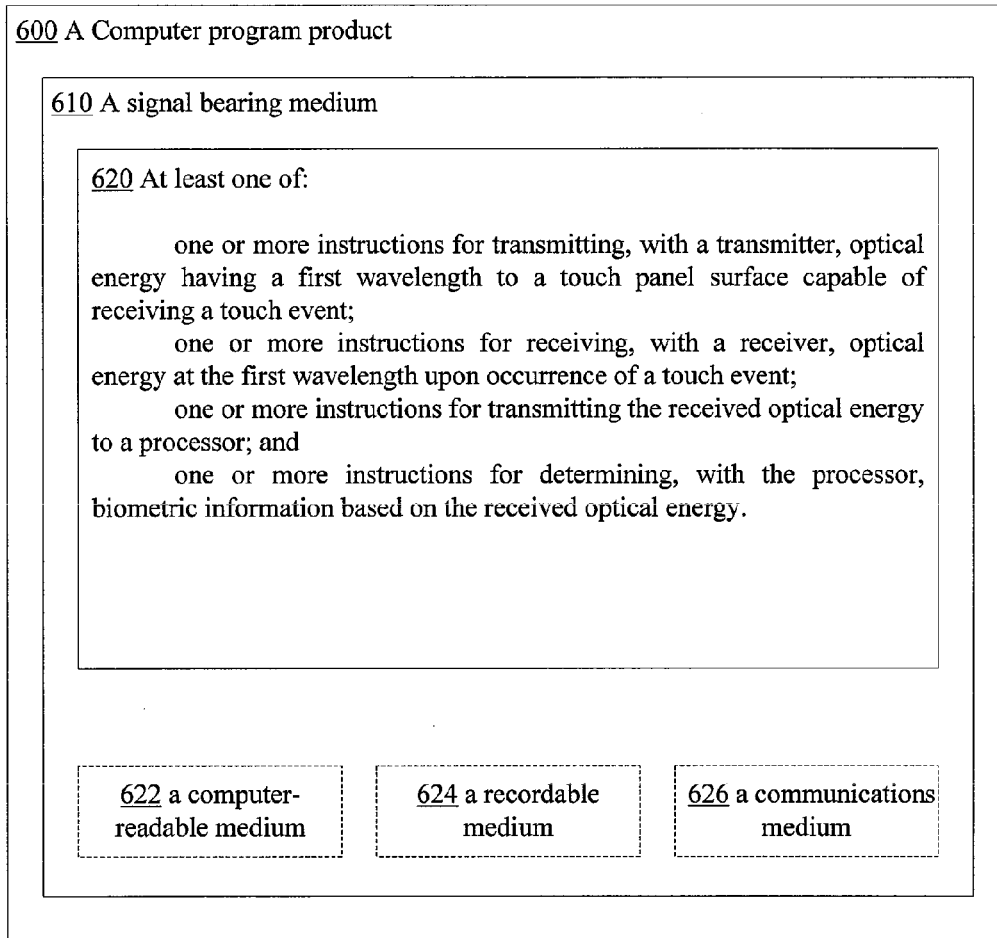 600 A Computer program product
610 A signal bearing medium
620 At least one of:
one or more instructions for transmitting, with a transmitter, optical
energy having a first wavelength to a touch panel surface capable of
receiving a touch event;
one or more instructions for receiving, with a receiver, optical
energy at the first wavelength upon occurrence of a touch event;
one or more instructions for transmitting the received optical energy
to a processor; and
one or more instructions for determining, with the processor,
biometric information based on the received optical energy.
622 a computer-
readable medium
624 a recordable
medium
626 a communications
medium